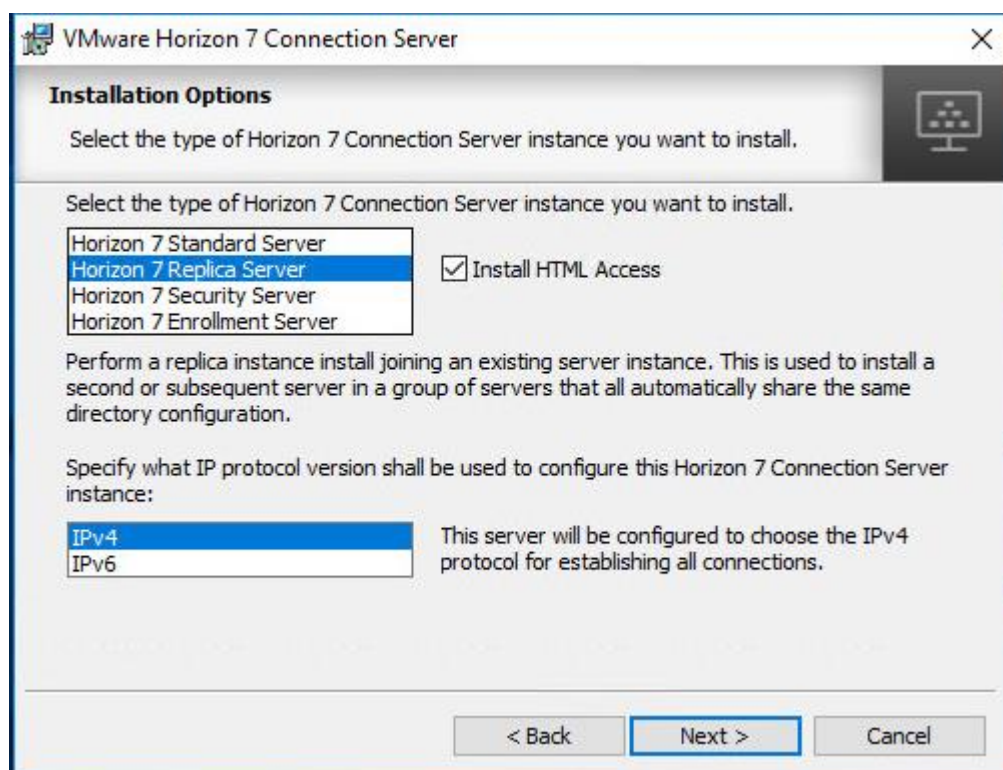 VMware Horizon 7 Connection Server
Installation Options
Select the type of Horizon 7 Connection Server instance you want to install.
Select the type of Horizon 7 Connection Server instance you want to install.
Horizon 7 Standard Server
Horizon 7 Replica Server
Horizon 7 Security Server
Horizon 7 Enrollment Server
Install HTML Access
Perform a replica instance install joining an existing server instance. This is used to install a
second or subsequent server in a group of servers that all automatically share the same
directory configuration.
Specify what IP protocol version shall be used to configure this Horizon 7 Connection Server
instance:
IPv4
IPv6
This server will be configured to choose the IPv4
protocol for establishing all connections.
< Back
Next >
Cancel